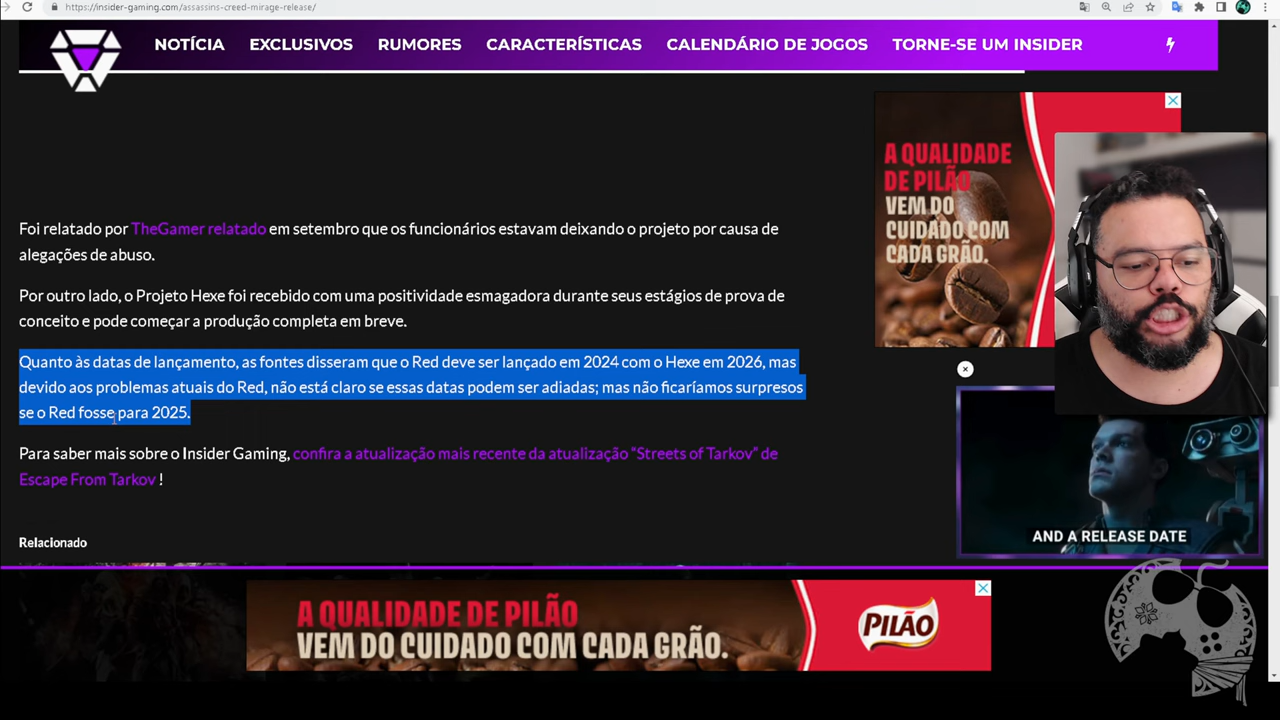 https://insider-gaming.com/assassins-creed-mirage-release/
NOTÍCIA EXCLUSIVOS RUMORES CARACTERÍSTICAS CALENDÁRIO DE JOGOS TORNE-SE UM INSIDER
A QUALIDADE
DE PILÃO
VEM DO
CUIDADO COM
CADA GRÃO.
Foi relatado por TheGamer relatado em setembro que os funcionários estavam deixando o projeto por causa de
alegações de abuso.
Por outro lado, o Projeto Hexe foi recebido com uma positividade esmagadora durante seus estágios de prova de
conceito e pode começar a produção completa em breve.
Quanto às datas de lançamento, as fontes disseram que o Red deve ser lançado em 2024 com o Hexe em 2026, mas
devido aos problemas atuais do Red, não está claro se essas datas podem ser adiadas; mas não ficaríamos surpresos
se o Red fosse para 2025.
Para saber mais sobre o Insider Gaming, confira a atualização mais recente da atualização “Streets of Tarkov” de
Escape From Tarkov !
AND A RELEASE DATE
Relacionado
A QUALIDADE DE PILÃO
VEM DO CUIDADO COM CADA GRÃO.
PILÃO